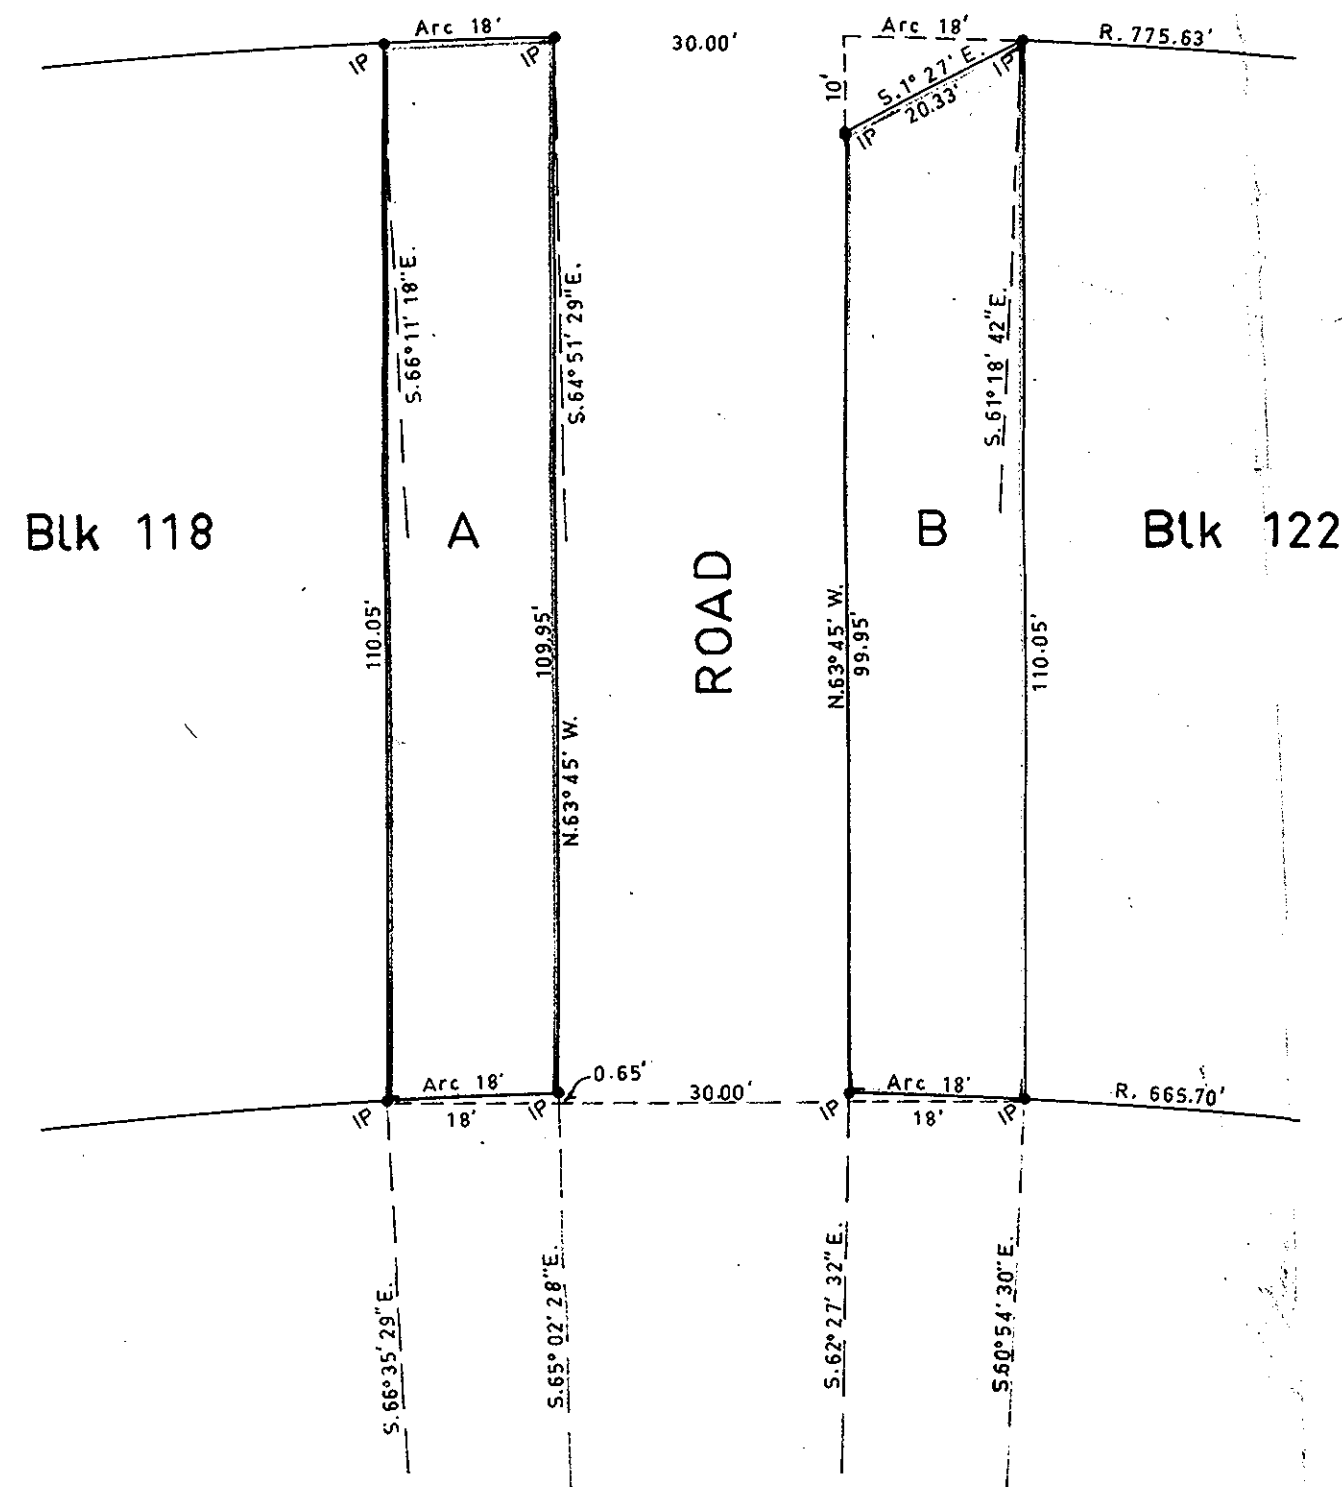 Arc 18'
30.00'
Arc 18'
R. 775.63'
IP
IP
10'
S.1° 27' E.
20.33'
IP
IP
S.66°11' 18"E.
S.64°51' 29"E.
S.61°18' 42"E.
Blk 118
A
ROAD
B
Blk 122
110.05'
109.95'
N.63°45' W.
N.63°45' W.
99.95'
110.05'
Arc 18'
0.65'
30.00'
Arc 18'
R. 665.70'
IP
18'
IP
IP
18'
IP
S.66°35' 29"E.
S.65°02' 28"E.
S.62°27' 32"E.
S.60°54' 30"E.